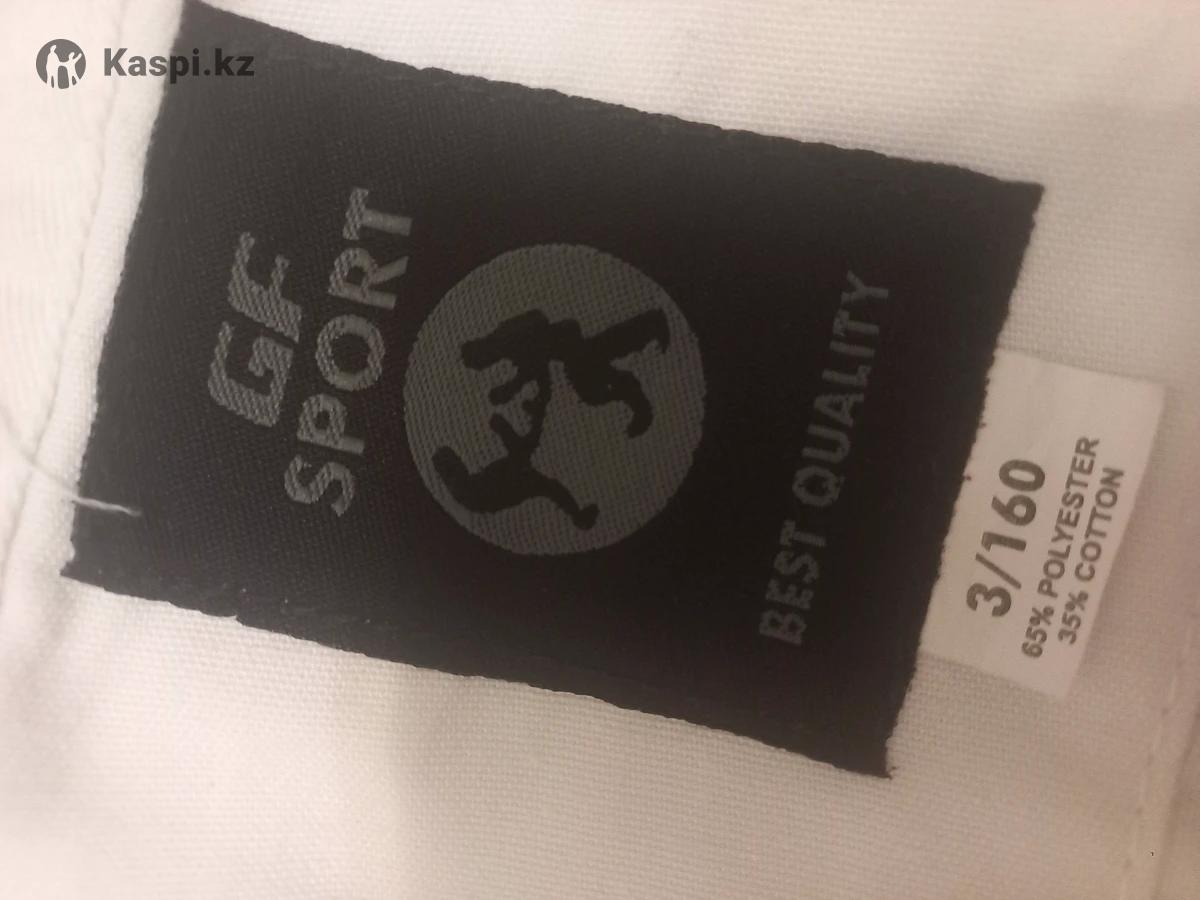 Kaspi.kz
GF
SPORT
BEST QUALITY
3/160
65% POLYESTER
35% COTTON